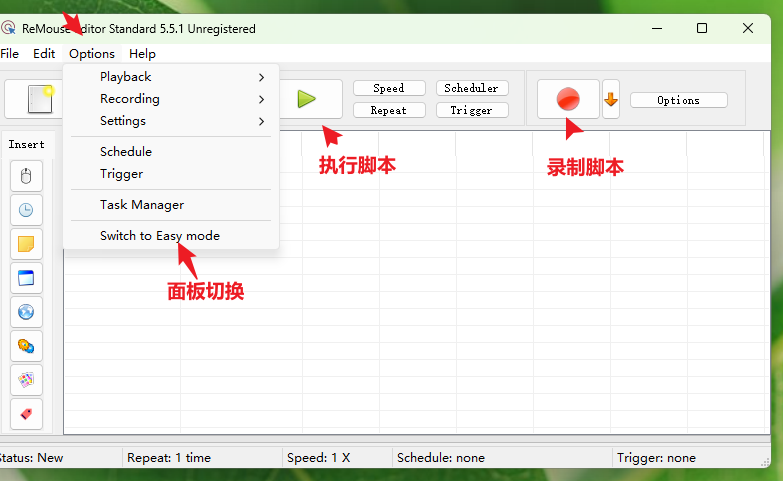 ReMouse Editor Standard 5.5.1 Unregistered
File Edit Options Help
Playback
Recording
Settings
Schedule
Trigger
Task Manager
Switch to Easy mode
Speed Scheduler
Repeat Trigger
Options
执行脚本
录制脚本
面板切换
Insert
Status: New Repeat: 1 time Speed: 1 X Schedule: none Trigger: none